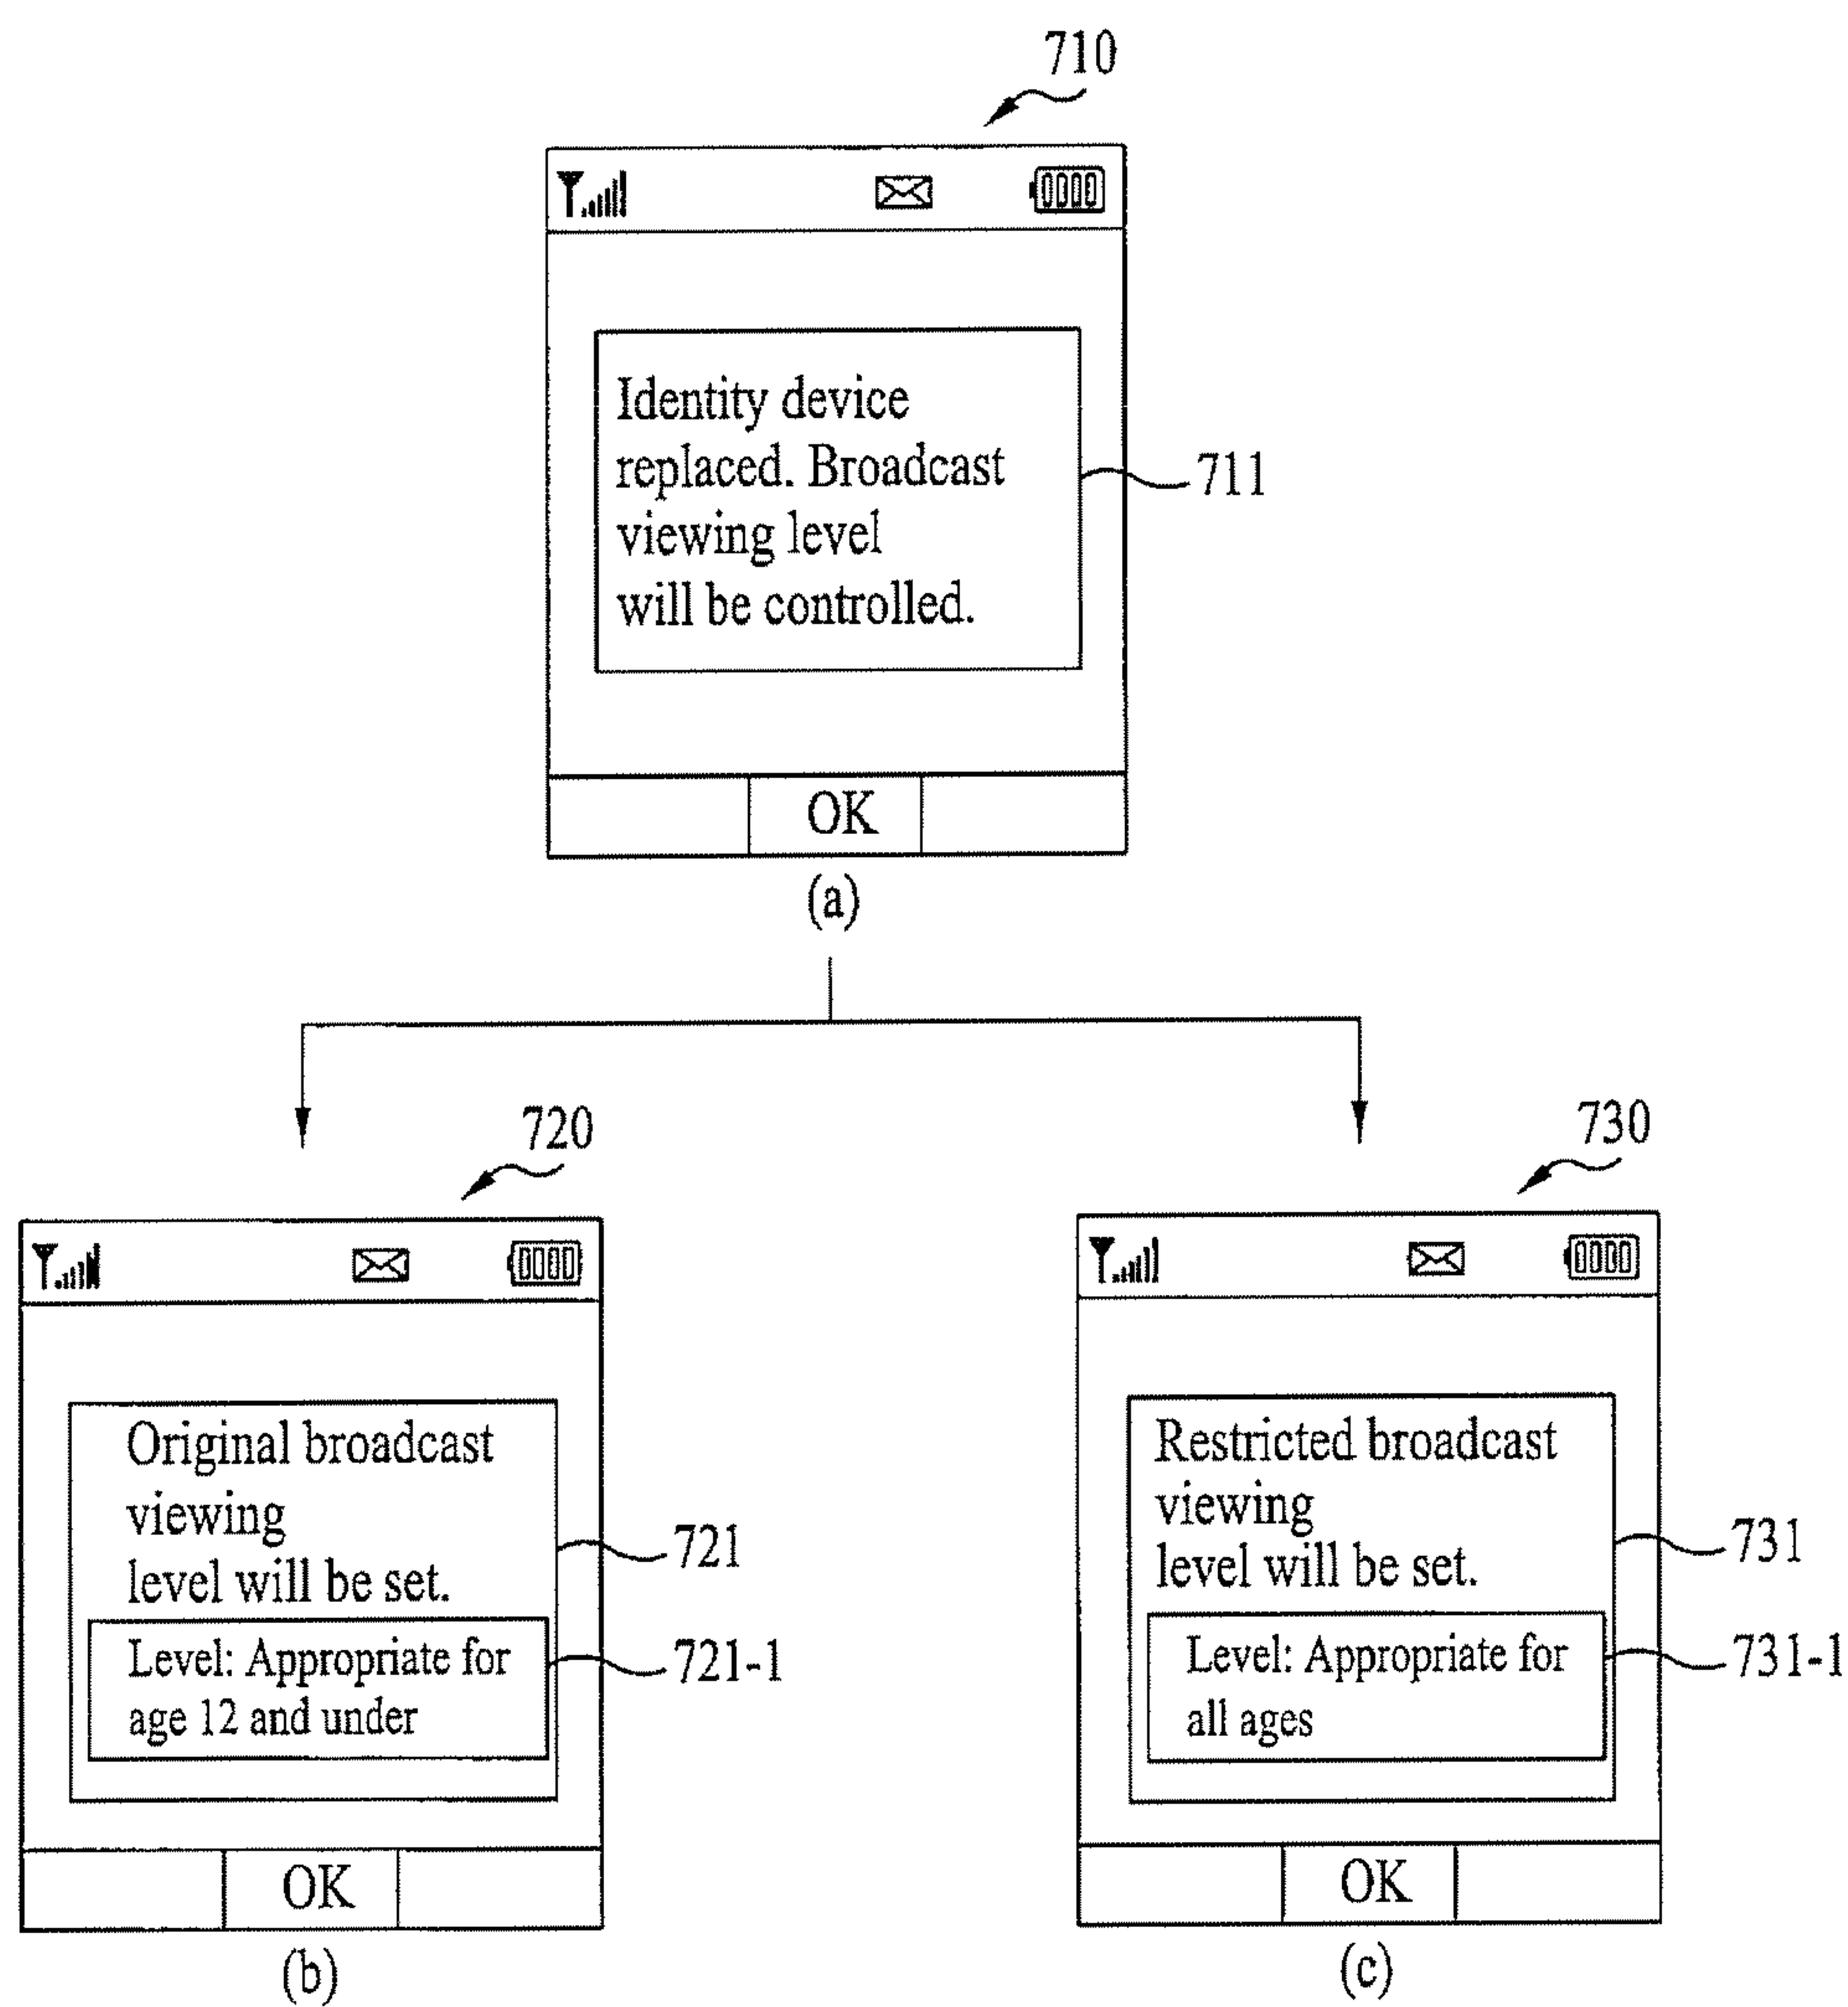 710
Identity device
replaced. Broadcast
viewing level
will be controlled.
711
OK
(a)
720
Original broadcast
viewing
level will be set.
721
Level: Appropriate for
age 12 and under
721-1
OK
(b)
730
Restricted broadcast
viewing
level will be set.
731
Level: Appropriate for
all ages
731-1
OK
(c)